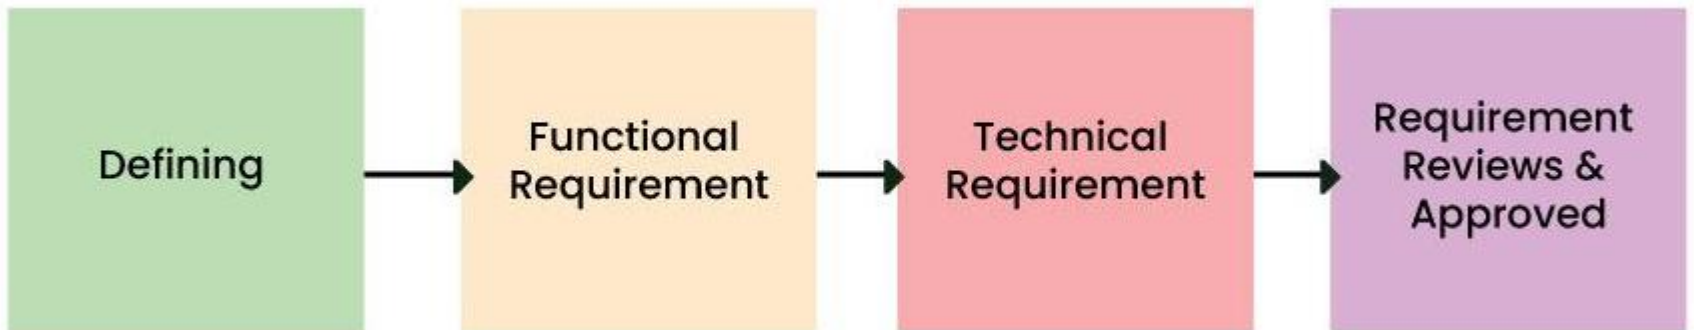 Defining
Functional
Requirement
Technical
Requirement
Requirement
Reviews &
Approved